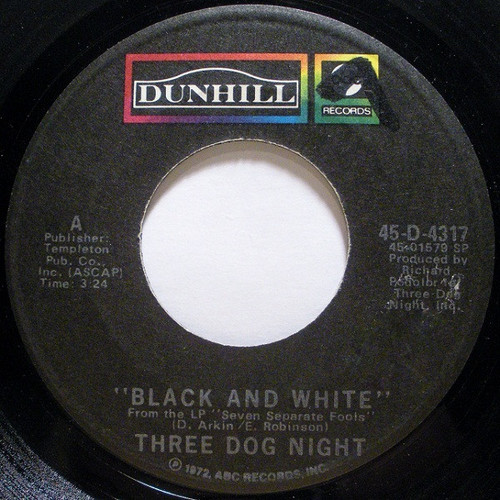 DUNHILL
RECORDS
A
Publisher:
Templeton
Pub. Co.,
Inc. (ASCAP)
Time: 3:24
45-D-4317
45-01579 SP
Produced by
Richard
Podolor for
Three Dog
Night, Inc.
"BLACK AND WHITE"
From the LP "Seven Separate Fools"
(D. Arkin/E. Robinson)
THREE DOG NIGHT
℗ 1972, ABC RECORDS, INC.